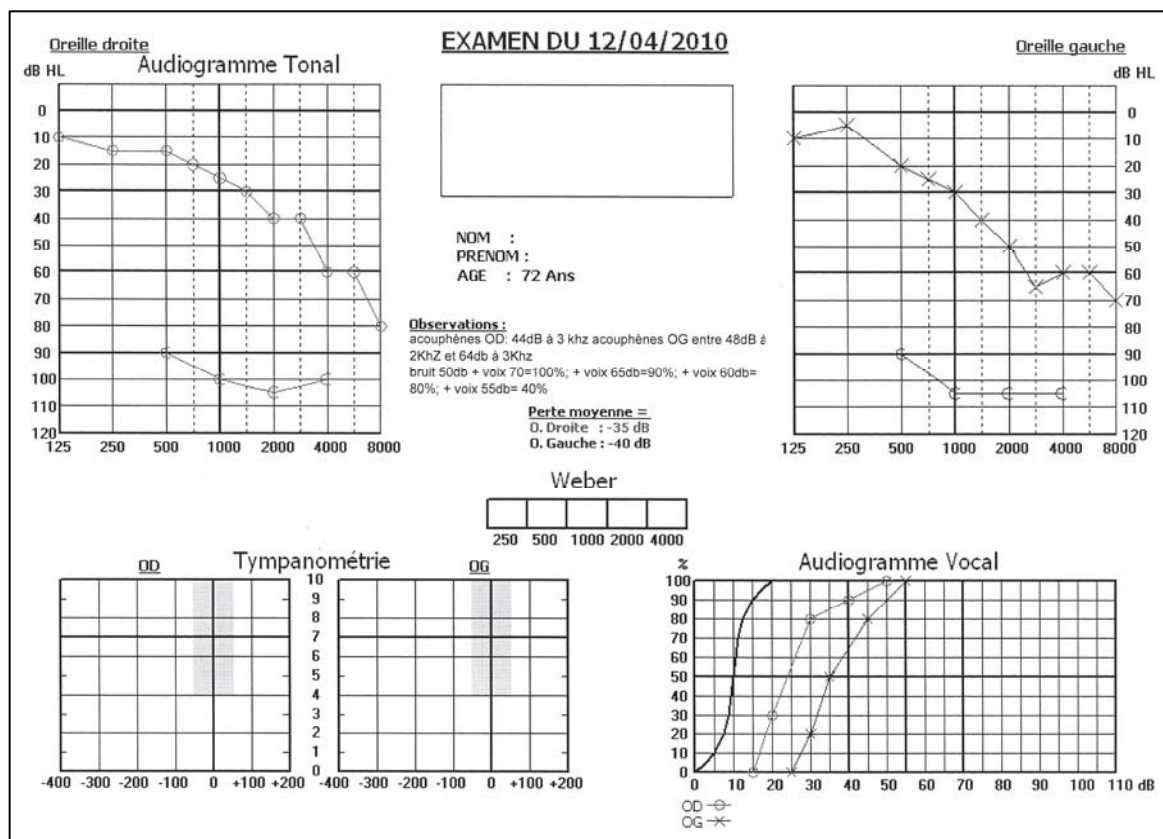 EXAMEN DU 12/04/2010
Oreille droite
Audiogramme Tonal
dB HL
0
10
20
30
40
50
60
70
80
90
100
110
120
125 250 500 1000 2000 4000 8000
NOM :
PRENOM :
AGE : 72 Ans
Observations :
acouphènes OD: 44dB à 3 khz acouphènes OG entre 48dB à
2KhZ et 64db à 3Khz
bruit 50db + voix 70=100%; + voix 65db=90%; + voix 60db=
80%; + voix 55db= 40%
Perte moyenne =
O. Droite : -35 dB
O. Gauche : -40 dB
Oreille gauche
dB HL
0
10
20
30
40
50
60
70
80
90
100
110
120
125 250 500 1000 2000 4000 8000
Weber
250 500 1000 2000 4000
Tympanométrie
OD
OG
10
9
8
7
6
5
4
3
2
1
0
-400 -300 -200 -100 0 +100 +200
-400 -300 -200 -100 0 +100 +200
Audiogramme Vocal
%
100
90
80
70
60
50
40
30
20
10
0
0 10 20 30 40 50 60 70 80 90 100 110 dB
OD
OG